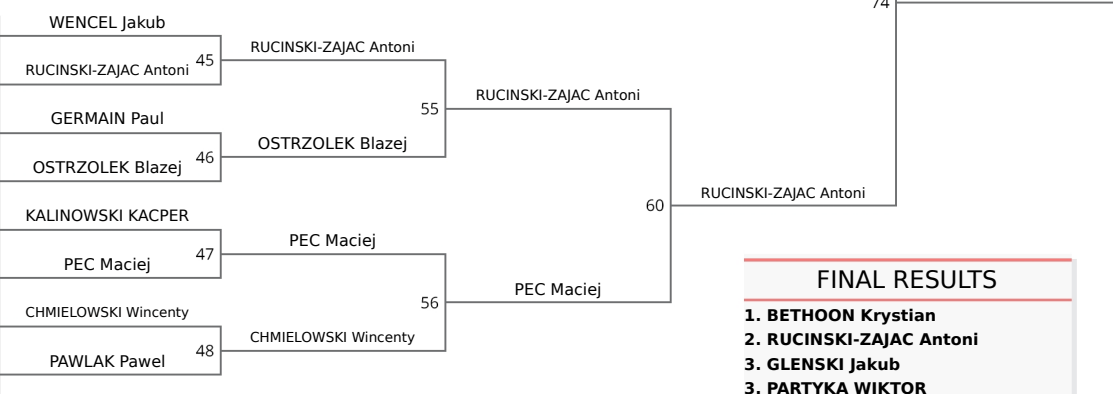 74
WENCEL Jakub
RUCINSKI-ZAJAC Antoni
45
RUCINSKI-ZAJAC Antoni
GERMAIN Paul
OSTRZOLEK Blazej
46
OSTRZOLEK Blazej
55
RUCINSKI-ZAJAC Antoni
KALINOWSKI KACPER
PEC Maciej
47
PEC Maciej
CHMIELOWSKI Wincenty
PAWLAK Pawel
48
CHMIELOWSKI Wincenty
56
PEC Maciej
60
RUCINSKI-ZAJAC Antoni
FINAL RESULTS
1. BETHOON Krystian
2. RUCINSKI-ZAJAC Antoni
3. GLENSKI Jakub
3. PARTYKA WIKTOR